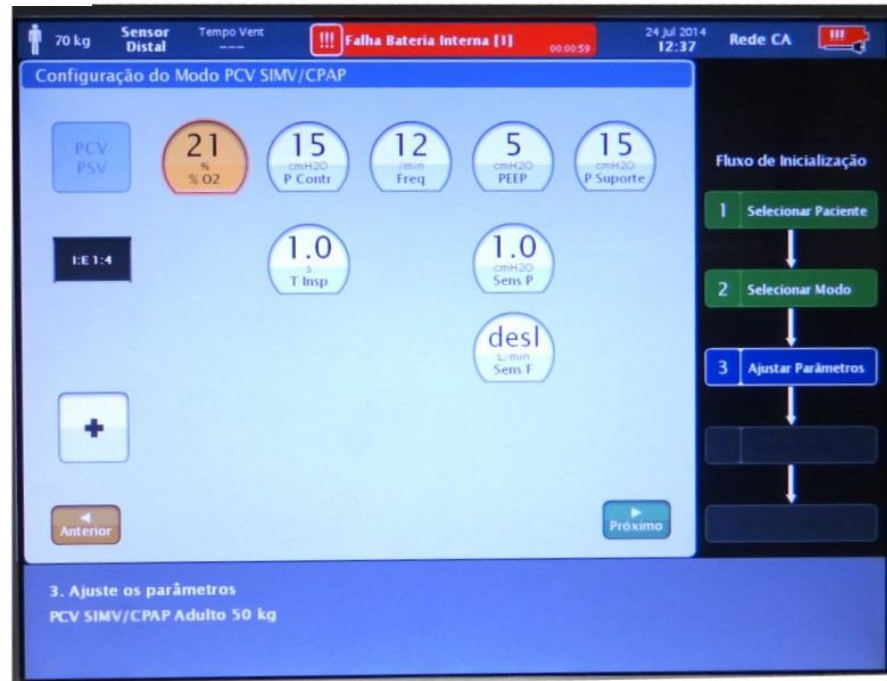 70 kg
Sensor
Distal
Tempo Vent
---
!!! Falha Bateria Interna [1]
00:00:59
24 Jul 2014
12:37
Rede CA
!!!
Configuração do Modo PCV SIMV/CPAP
PCV
PSV
21
%
% O2
15
cmH2O
P Contr
12
/min
Freq
5
cmH2O
PEEP
15
cmH2O
P Suporte
I:E 1:4
1.0
s
T Insp
1.0
cmH2O
Sens P
desl
L/min
Sens F
+
Anterior
Próximo
Fluxo de Inicialização
1 Selecionar Paciente
2 Selecionar Modo
3 Ajustar Parâmetros
3. Ajuste os parâmetros
PCV SIMV/CPAP Adulto 50 kg